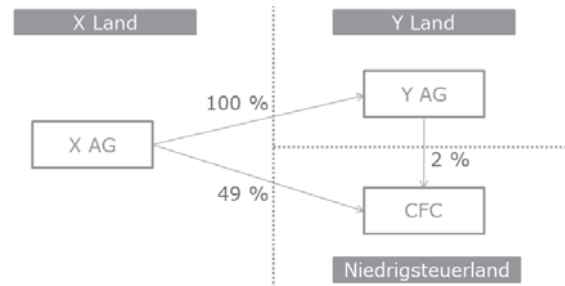 X Land
Y Land
100 %
Y AG
X AG
2 %
49 %
CFC
Niedrigsteuerland